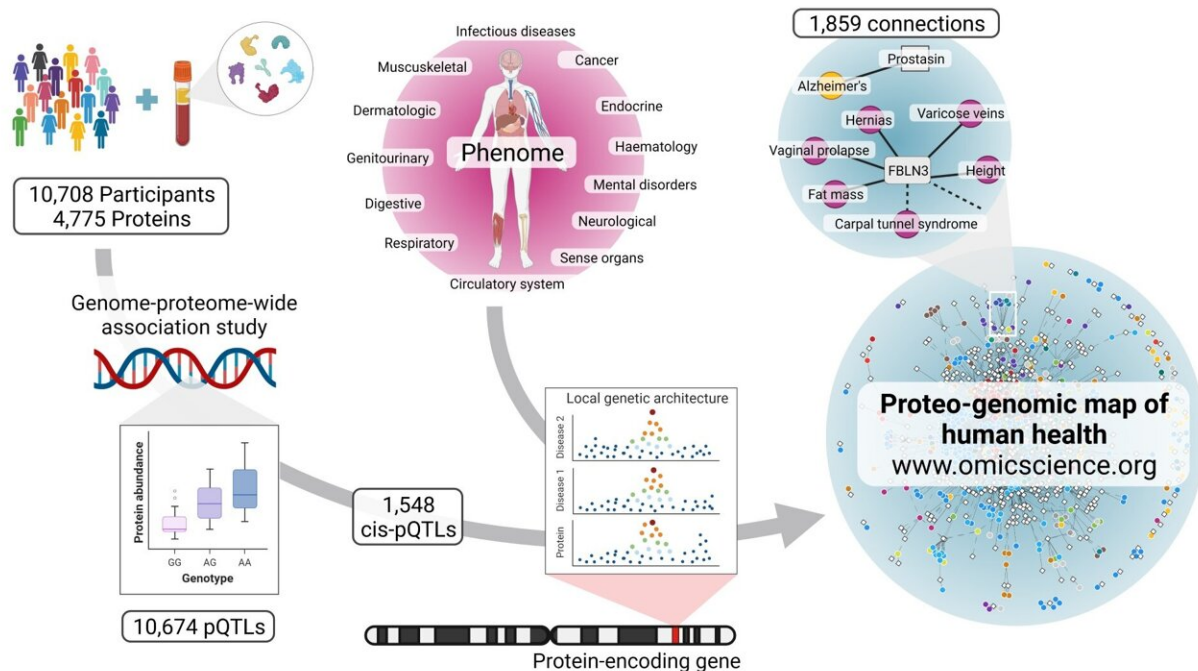 10,708 Participants
4,775 Proteins
Genome-proteome-wide
association study
Protein abundance
GG
AG
AA
Genotype
10,674 pQTLs
Infectious diseases
Muscuskeletal
Cancer
Dermatologic
Endocrine
Phenome
Haematology
Genitourinary
Mental disorders
Digestive
Neurological
Respiratory
Sense organs
Circulatory system
1,548
cis-pQTLs
Local genetic architecture
Disease 2
Disease 1
Protein
Protein-encoding gene
1,859 connections
Prostasin
Alzheimer's
Hernias
Varicose veins
Vaginal prolapse
FBLN3
Height
Fat mass
Carpal tunnel syndrome
Proteo-genomic map of
human health
www.omicscience.org